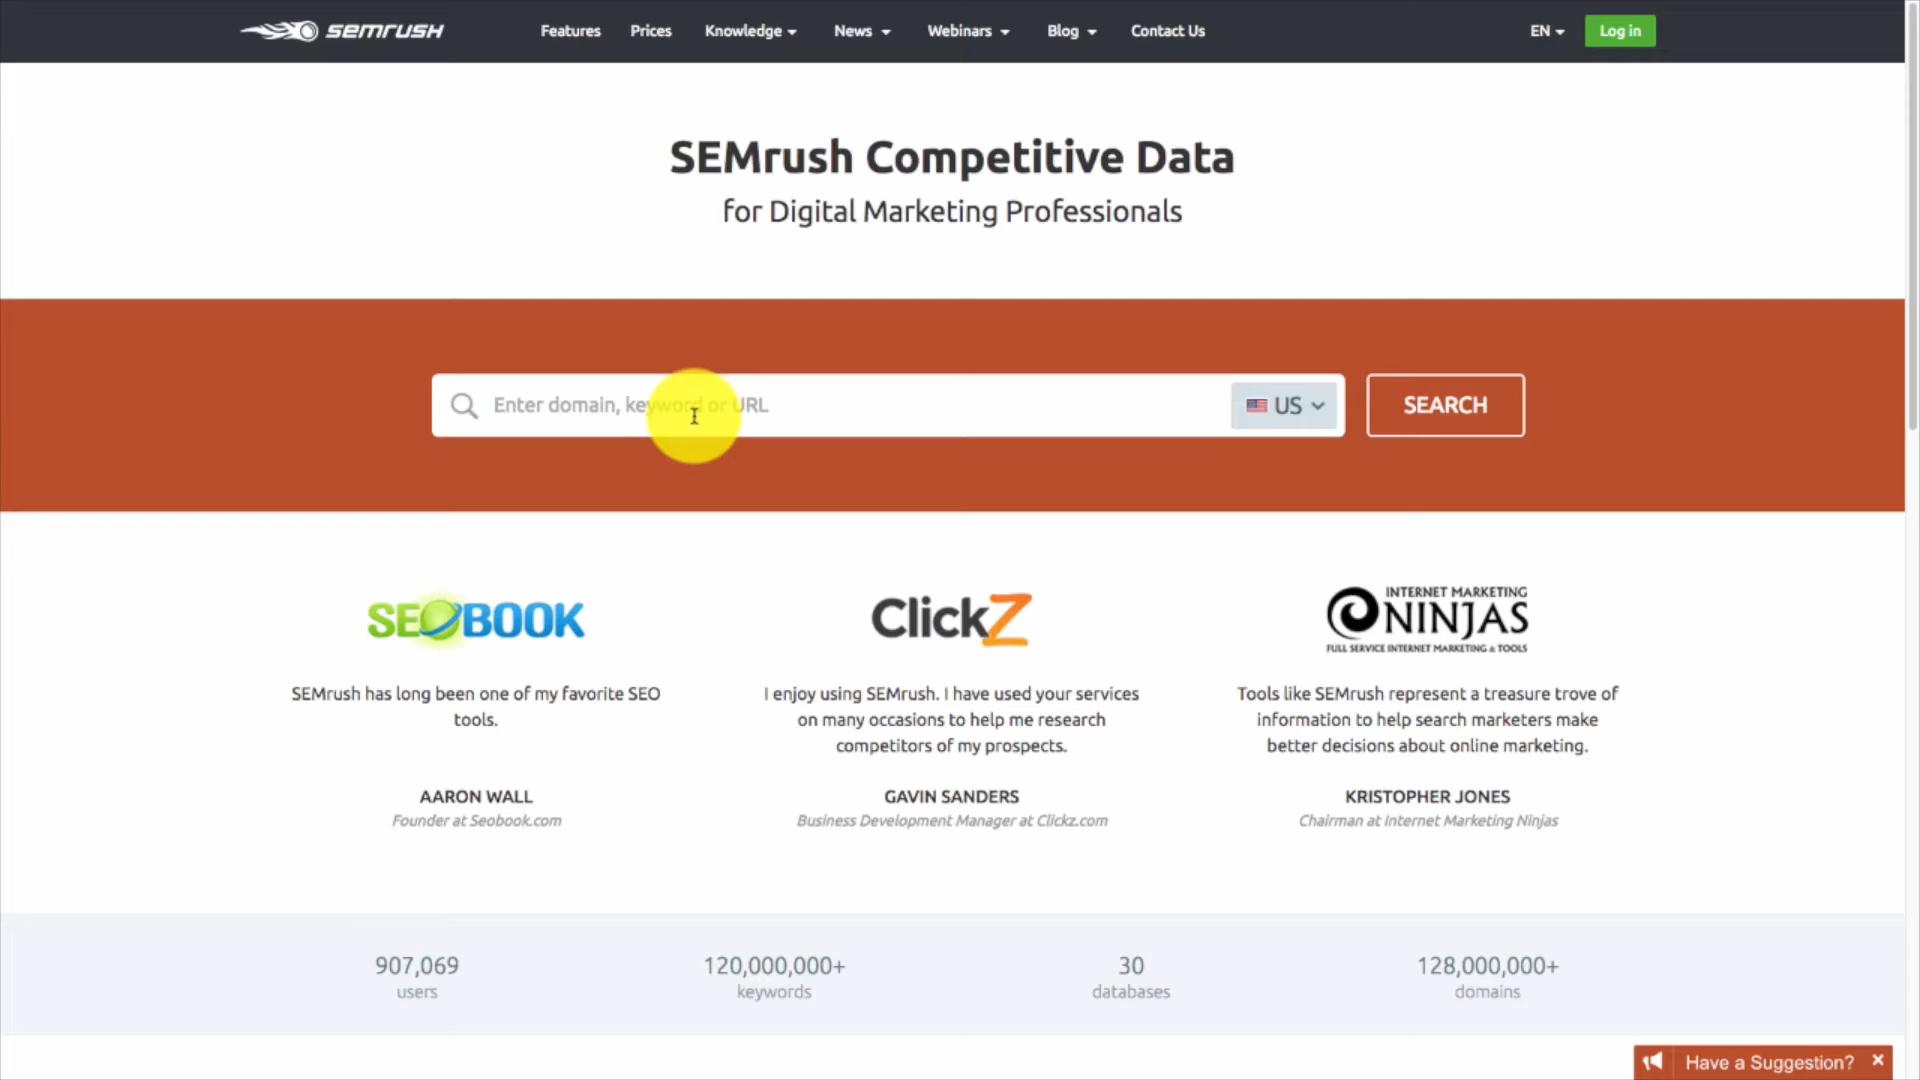 SEMRUSH
Features Prices Knowledge News Webinars Blog Contact Us EN Log in
SEMrush Competitive Data
for Digital Marketing Professionals
Enter domain, keyword or URL US SEARCH
SEOBOOK
SEMrush has long been one of my favorite SEO
tools.
AARON WALL
Founder at Seobook.com
ClickZ
I enjoy using SEMrush. I have used your services
on many occasions to help me research
competitors of my prospects.
GAVIN SANDERS
Business Development Manager at Clickz.com
INTERNET MARKETING
NINJAS
FULL SERVICE INTERNET MARKETING & TOOLS
Tools like SEMrush represent a treasure trove of
information to help search marketers make
better decisions about online marketing.
KRISTOPHER JONES
Chairman at Internet Marketing Ninjas
907,069
users
120,000,000+
keywords
30
databases
128,000,000+
domains
Have a Suggestion? ×